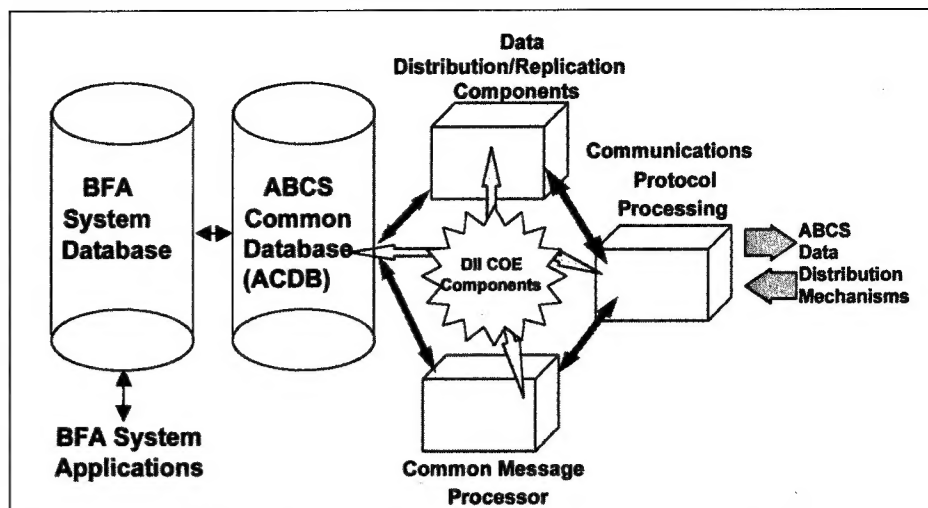 Data
Distribution/Replication
Components
Communications
Protocol
Processing
BFA
System
Database
ABCS
Common
Database
(ACDB)
DII COE
Components
ABCS
Data
Distribution
Mechanisms
BFA System
Applications
Common Message
Processor